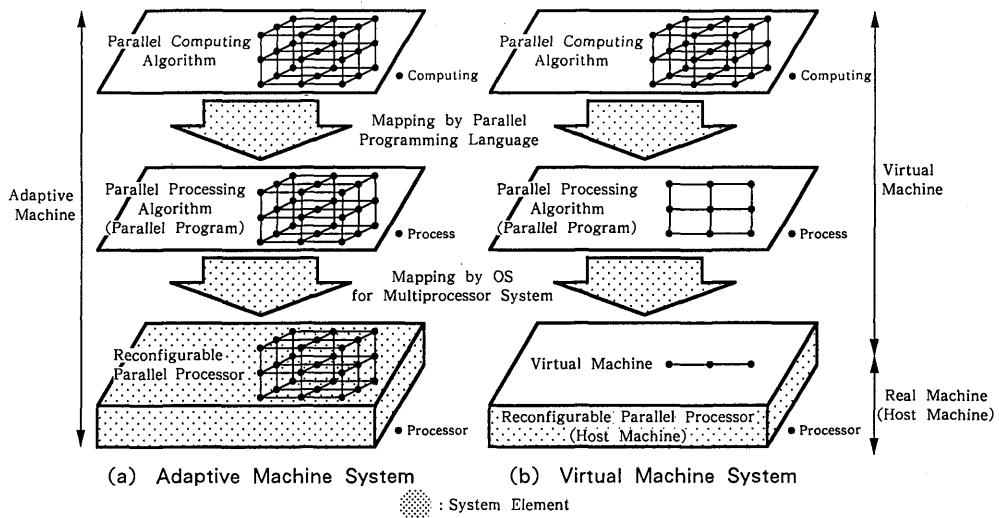 Parallel Computing
Algorithm
• Computing
Parallel Computing
Algorithm
• Computing
Mapping by Parallel
Programming Language
Adaptive
Machine
Parallel Processing
Algorithm
(Parallel Program)
• Process
Parallel Processing
Algorithm
(Parallel Program)
• Process
Virtual
Machine
Mapping by OS
for Multiprocessor System
Reconfigurable
Parallel Processor
• Processor
Virtual Machine
Reconfigurable Parallel Processor
(Host Machine)
• Processor
Real Machine
(Host Machine)
(a) Adaptive Machine System
(b) Virtual Machine System
: System Element